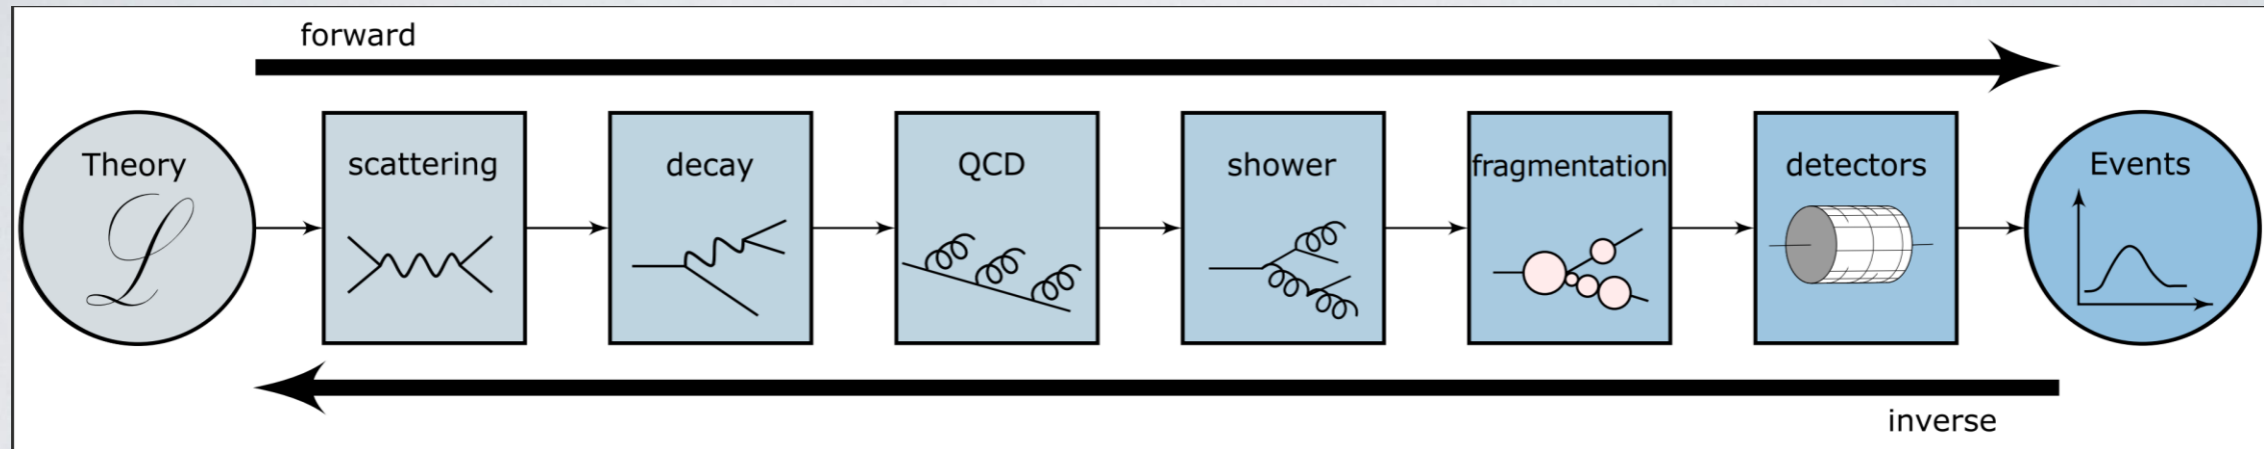 forward
Theory
ℒ
scattering
decay
QCD
shower
fragmentation
detectors
Events
inverse